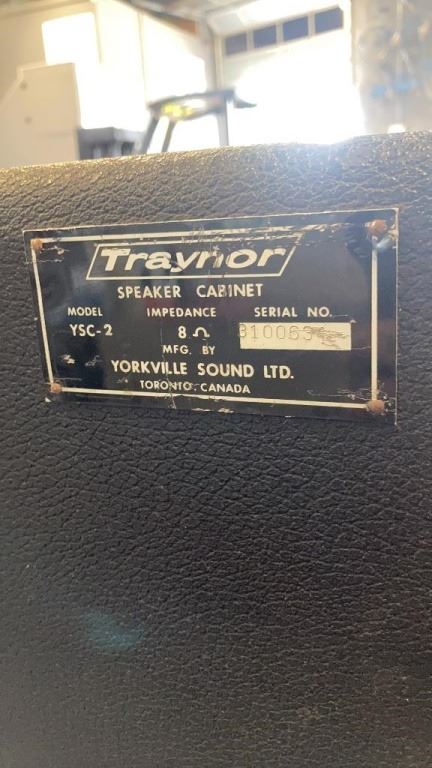 Traynor
SPEAKER CABINET
MODEL IMPEDANCE SERIAL NO.
YSC-2 8 Ω
MFG. BY
YORKVILLE SOUND LTD.
TORONTO, CANADA